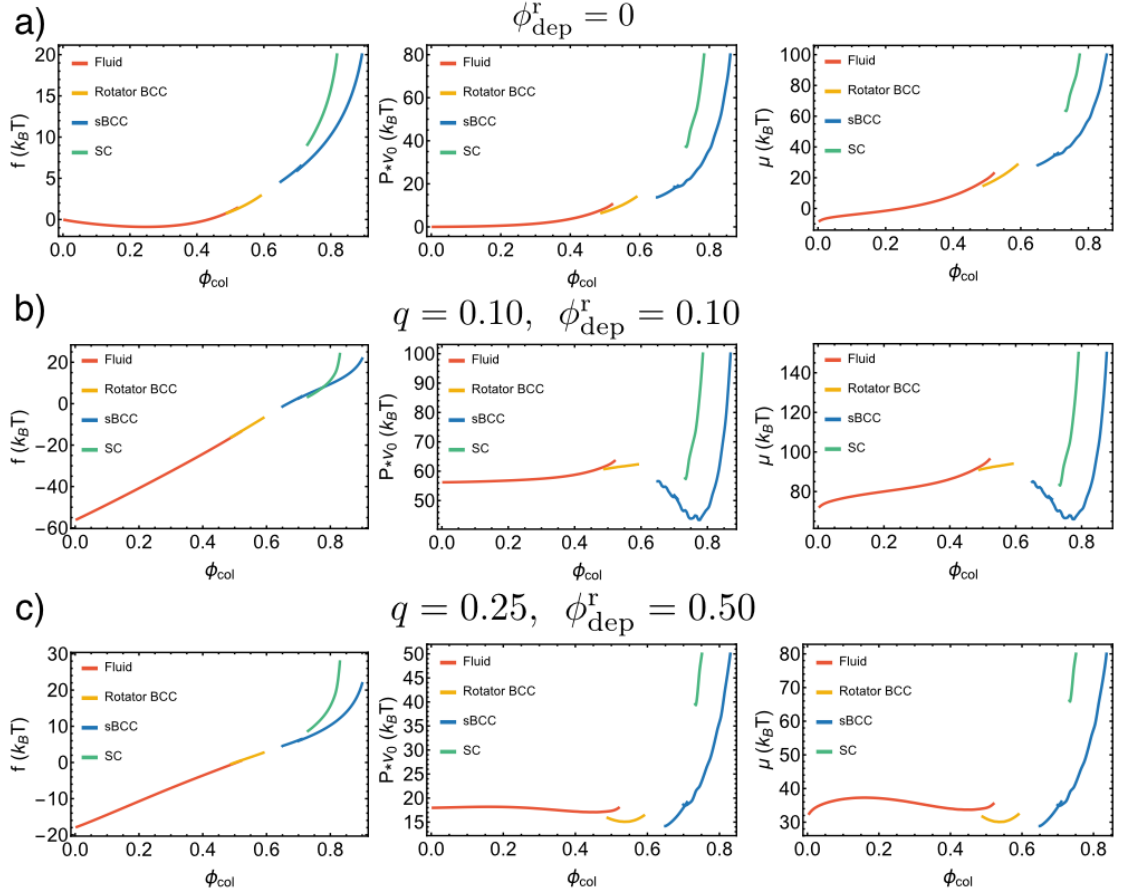 a)
ϕ^r_dep = 0
20
15
10
5
0
f (k_BT)
Fluid
Rotator BCC
sBCC
SC
0.0 0.2 0.4 0.6 0.8
ϕ_col
80
60
40
20
0
P*v_0 (k_BT)
Fluid
Rotator BCC
sBCC
SC
0.0 0.2 0.4 0.6 0.8
ϕ_col
100
80
60
40
20
0
μ (k_BT)
Fluid
Rotator BCC
sBCC
SC
0.0 0.2 0.4 0.6 0.8
ϕ_col
b)
q = 0.10, ϕ^r_dep = 0.10
20
0
−20
−40
−60
f (k_BT)
Fluid
Rotator BCC
sBCC
SC
0.0 0.2 0.4 0.6 0.8
ϕ_col
100
90
80
70
60
50
P*v_0 (k_BT)
Fluid
Rotator BCC
sBCC
SC
0.0 0.2 0.4 0.6 0.8
ϕ_col
140
120
100
80
μ (k_BT)
Fluid
Rotator BCC
sBCC
SC
0.0 0.2 0.4 0.6 0.8
ϕ_col
c)
q = 0.25, ϕ^r_dep = 0.50
30
20
10
0
−10
−20
f (k_BT)
Fluid
Rotator BCC
sBCC
SC
0.0 0.2 0.4 0.6 0.8
ϕ_col
50
45
40
35
30
25
20
15
P*v_0 (k_BT)
Fluid
Rotator BCC
sBCC
SC
0.0 0.2 0.4 0.6 0.8
ϕ_col
80
70
60
50
40
30
μ (k_BT)
Fluid
Rotator BCC
sBCC
SC
0.0 0.2 0.4 0.6 0.8
ϕ_col